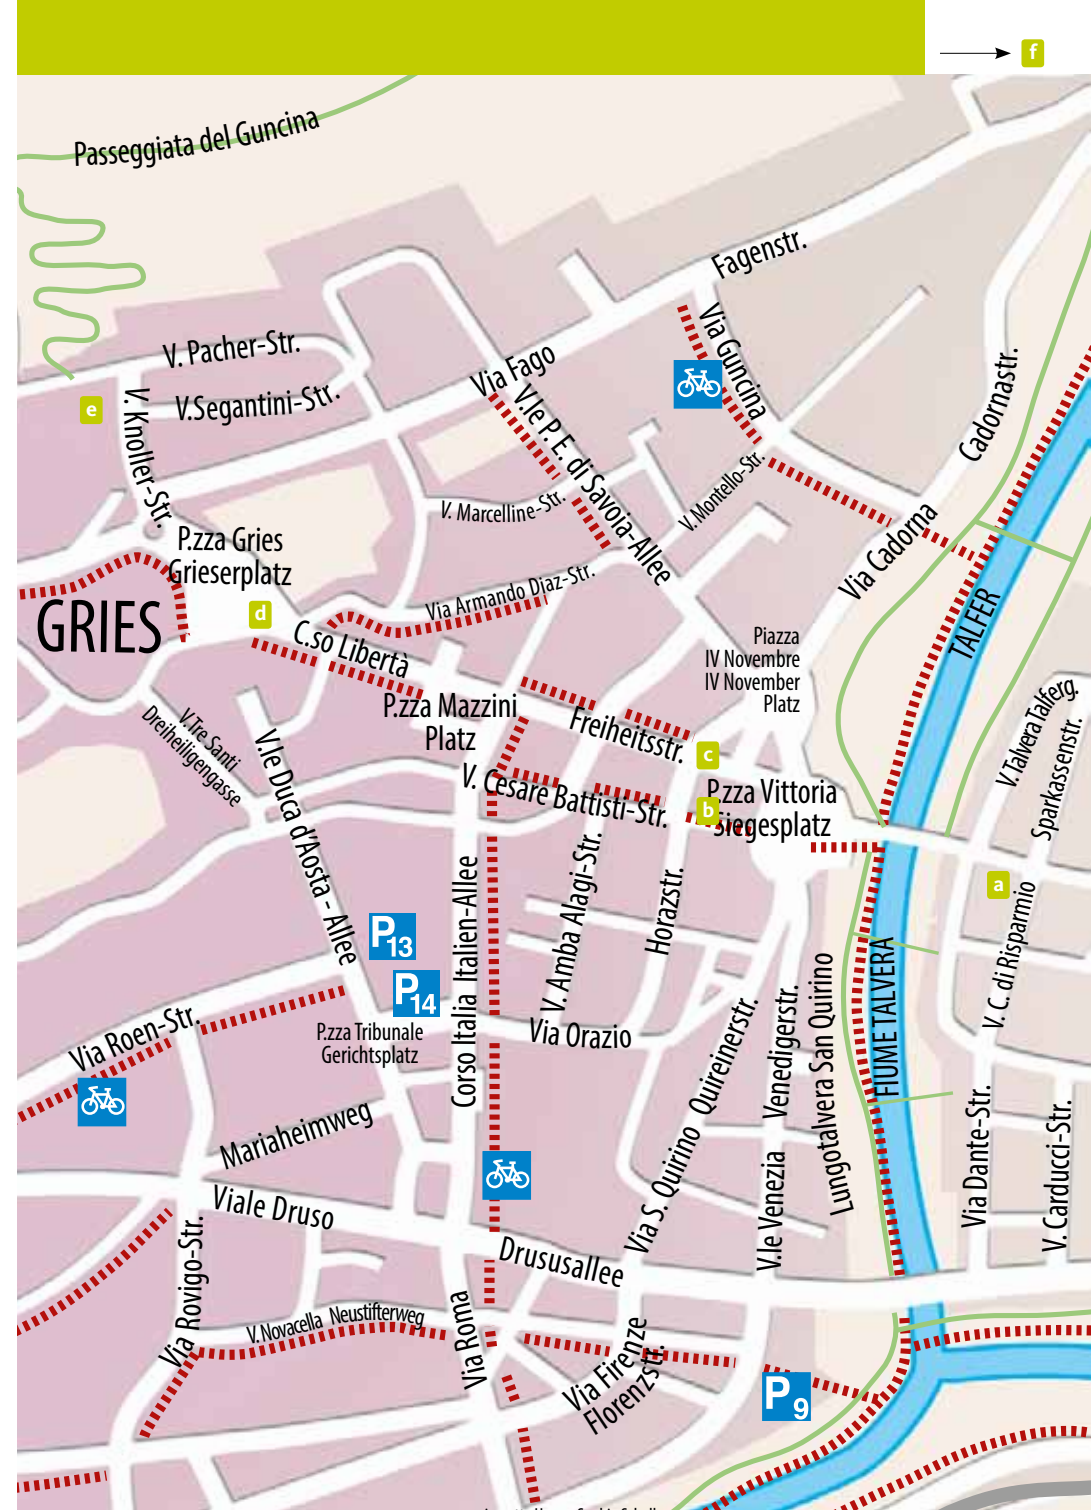 f
Passeggiata del Guncina
Fagenstr.
Via Guncina
V. Pacher-Str.
V.Segantini-Str.
Via Fago
V.le P. E. di Savoia-Allee
Cadornastr.
e
V. Knoller-Str.
V. Marcelline-Str.
V. Montello-Str.
Via Cadorna
P.zza Gries
Grieserplatz
Via Armando Diaz-Str.
GRIES
d
C.so Libertà
TALFER
Piazza
IV Novembre
IV November
Platz
P.zza Mazzini
Platz
Freiheitsstr.
V. Talvera Talferg.
Sparkassenstr.
V.Tre Santi
Dreiheiligengasse
V.le Duca d'Aosta - Allee
c
V. Cesare Battisti-Str.
b
P.zza Vittoria
Siegesplatz
a
V. C. di Risparmio
V. Amba Alagi-Str.
Horazstr.
Corso Italia Italien-Allee
P13
P14
FIUME TALVERA
Via Roen-Str.
P.zza Tribunale
Gerichtsplatz
Via Orazio
Via S. Quirino Quireinerstr.
V.le Venezia Venedigerstr.
Lungotalvera San Quirino
Via Dante-Str.
V. Carducci-Str.
Mariaheimweg
Viale Druso
Drususallee
Via Rovigo-Str.
V. Novacella Neustifterweg
Via Roma
Via Firenze
Florenzstr.
P9